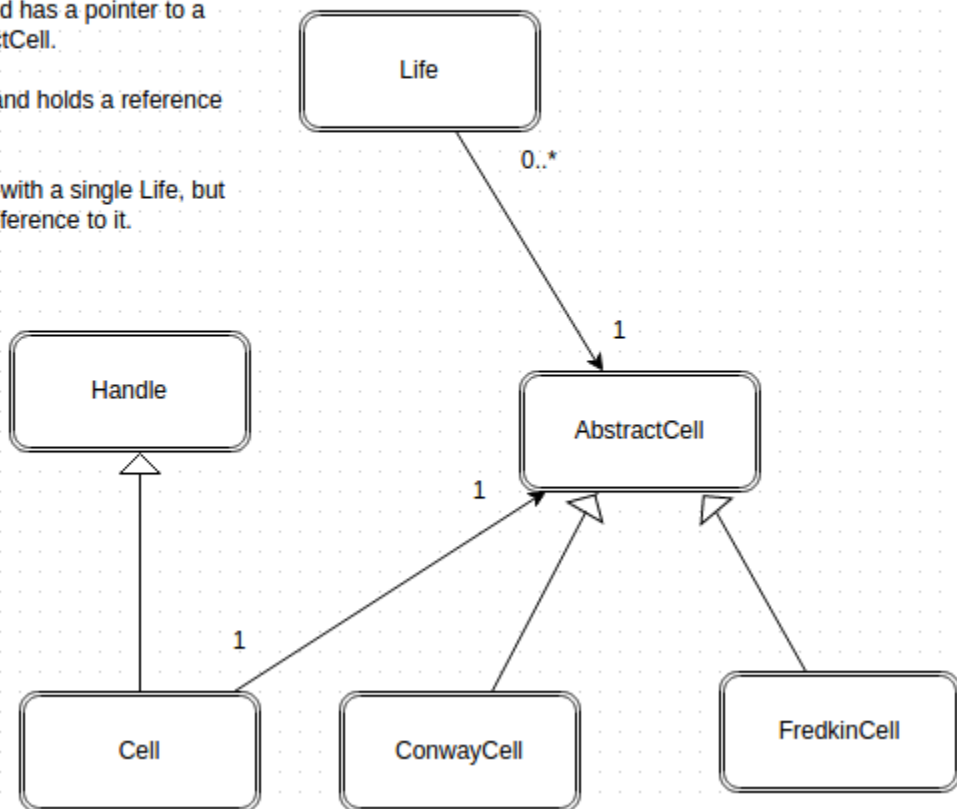 d has a pointer to a
ctCell.
and holds a reference
with a single Life, but
ference to it.
Life
0..*
1
Handle
AbstractCell
1
1
Cell
ConwayCell
FredkinCell